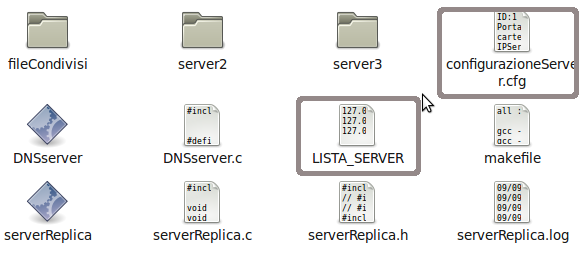 ID:1
Porta
carte
IPSer
fileCondivisi
server2
server3
configurazioneServe
r.cfg
#incl
#defi
127.0
127.0
127.0
all :
gcc -
gcc -
DNSserver
DNSserver.c
LISTA_SERVER
makefile
#incl
void
void
#incl
// #i
// #i
#incl
09/09
09/09
09/09
09/09
serverReplica
serverReplica.c
serverReplica.h
serverReplica.log